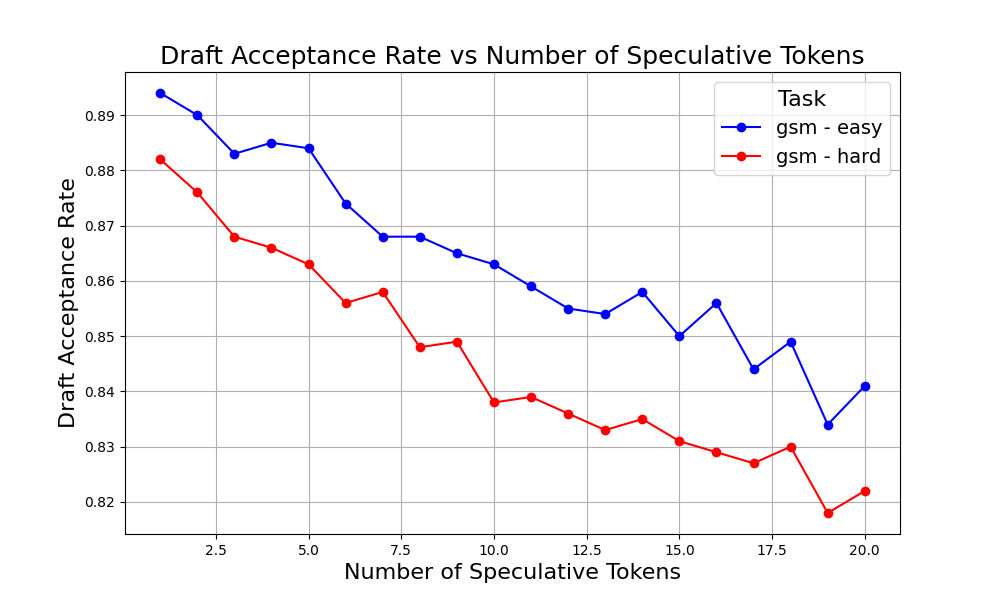 Draft Acceptance Rate vs Number of Speculative Tokens
Task
gsm - easy
gsm - hard
Draft Acceptance Rate
0.89
0.88
0.87
0.86
0.85
0.84
0.83
0.82
2.5 5.0 7.5 10.0 12.5 15.0 17.5 20.0
Number of Speculative Tokens